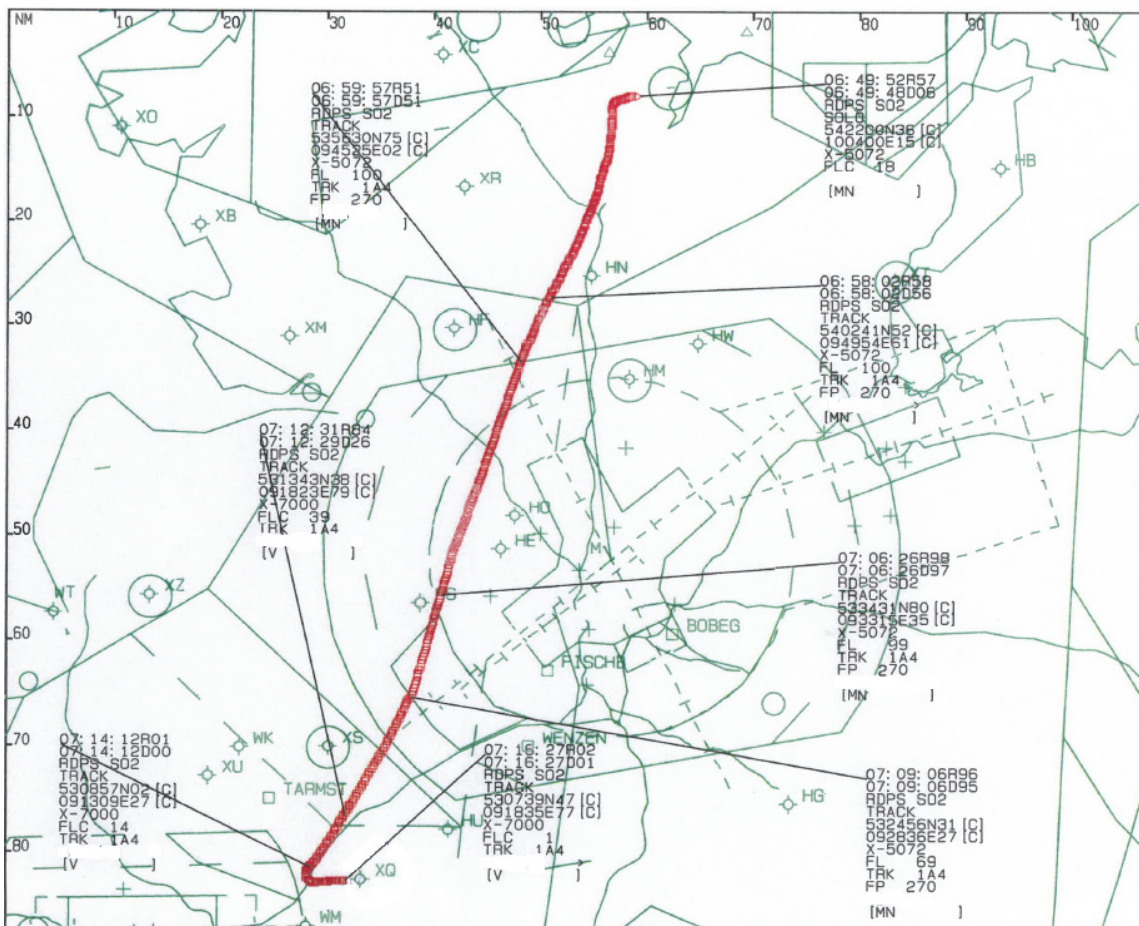 NM
10
20
30
40
50
60
70
80
90
100
10
20
30
40
50
60
70
80
XC
XO
XR
XB
XM
HF
HN
HW
HM
HB
HO
HE
WT
XZ
BOBEG
FISCHB
WENZEN
WK
XS
XU
TARMST
HU
HG
XQ
WM
06:59:57R51
06:59:57D51
RDPS S02
TRACK
535630N75[C]
094525E02[C]
X-5072
FL 100
TRK 1A4
FP 270
[MN ]
06:49:52R57
06:49:48D06
RDPS S02
SOLO
542200N36[C]
100400E15[C]
X-5072
FLC 18
[MN ]
06:58:02R58
06:58:02D56
RDPS S02
TRACK
540241N52[C]
094954E61[C]
X-5072
FL 100
TRK 1A4
FP 270
[MN ]
07:12:31R84
07:12:29D26
RDPS S02
TRACK
531343N38[C]
091823E79[C]
X-7000
FLC 39
TRK 1A4
[V ]
07:06:26R98
07:06:26D97
RDPS S02
TRACK
533431N80[C]
093315E35[C]
X-5072
FL 99
TRK 1A4
FP 270
[MN ]
07:14:12R01
07:14:12D00
RDPS S02
TRACK
530857N02[C]
091309E27[C]
X-7000
FLC 14
TRK 1A4
[V ]
07:16:27R02
07:16:27D01
RDPS S02
TRACK
530739N47[C]
091835E77[C]
X-7000
FLC 1
TRK 1A4
[V ]
07:09:06R96
07:09:06D95
RDPS S02
TRACK
532456N31[C]
092836E27[C]
X-5072
FL 69
TRK 1A4
FP 270
[MN ]